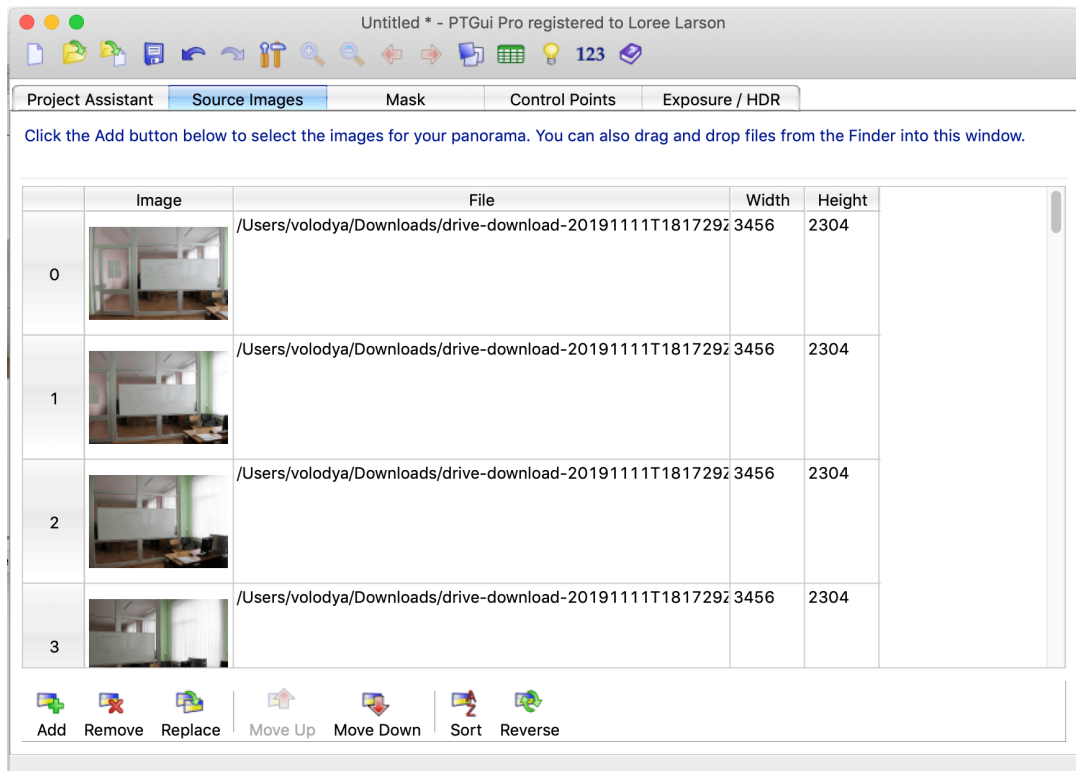 Untitled * - PTGui Pro registered to Loree Larson
123
Project Assistant Source Images Mask Control Points Exposure / HDR
Click the Add button below to select the images for your panorama. You can also drag and drop files from the Finder into this window.
Image File Width Height
0 /Users/volodya/Downloads/drive-download-20191111T181729Z 3456 2304
1 /Users/volodya/Downloads/drive-download-20191111T181729Z 3456 2304
2 /Users/volodya/Downloads/drive-download-20191111T181729Z 3456 2304
3 /Users/volodya/Downloads/drive-download-20191111T181729Z 3456 2304
Add Remove Replace Move Up Move Down Sort Reverse